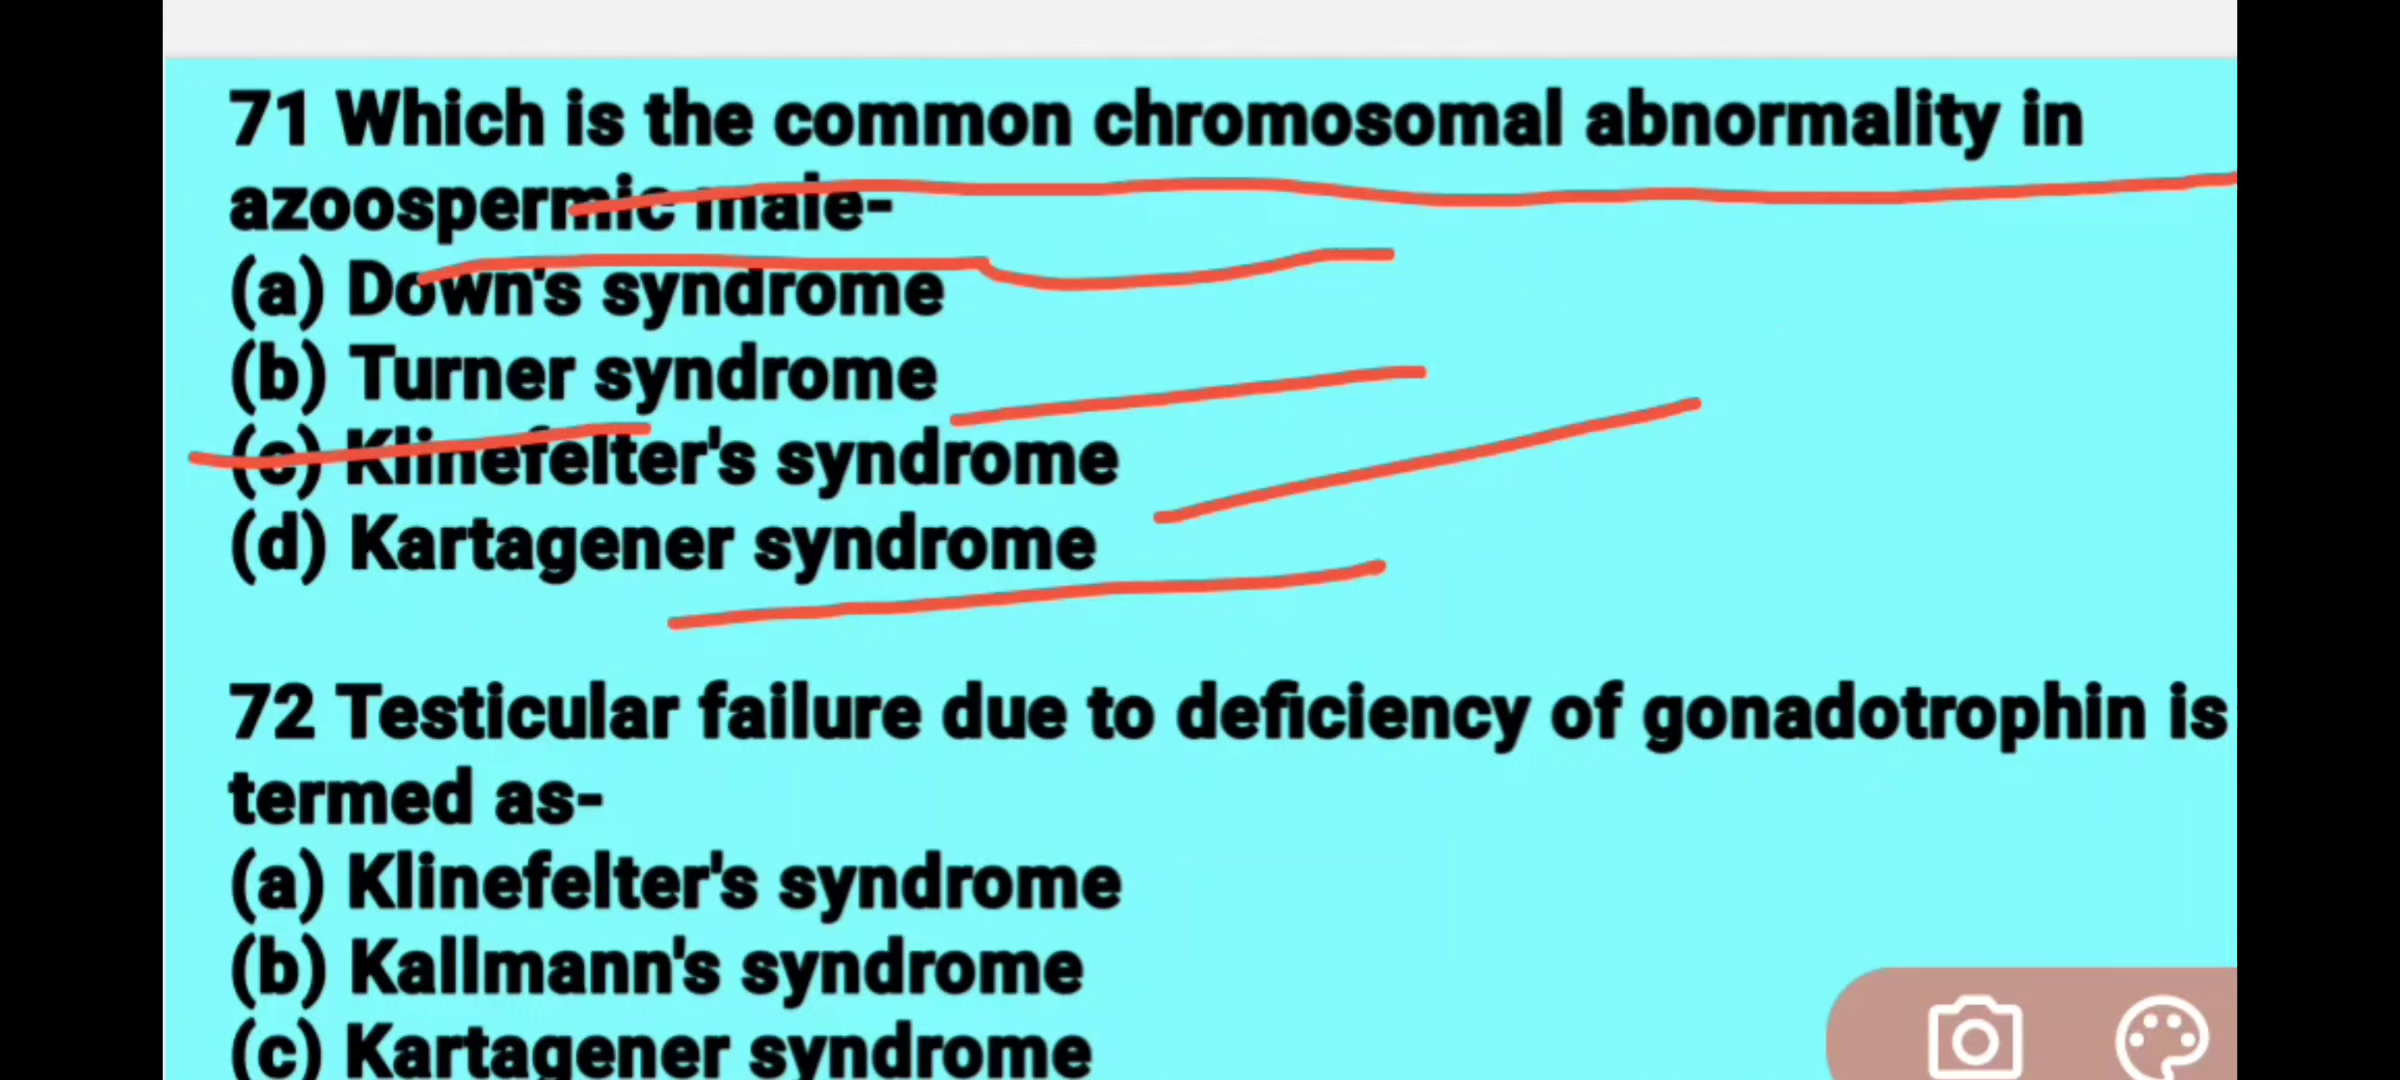 71 Which is the common chromosomal abnormality in
azoospermic male-
(a) Down's syndrome
(b) Turner syndrome
(c) Klinefelter's syndrome
(d) Kartagener syndrome
72 Testicular failure due to deficiency of gonadotrophin is
termed as-
(a) Klinefelter's syndrome
(b) Kallmann's syndrome
(c) Kartagener syndrome